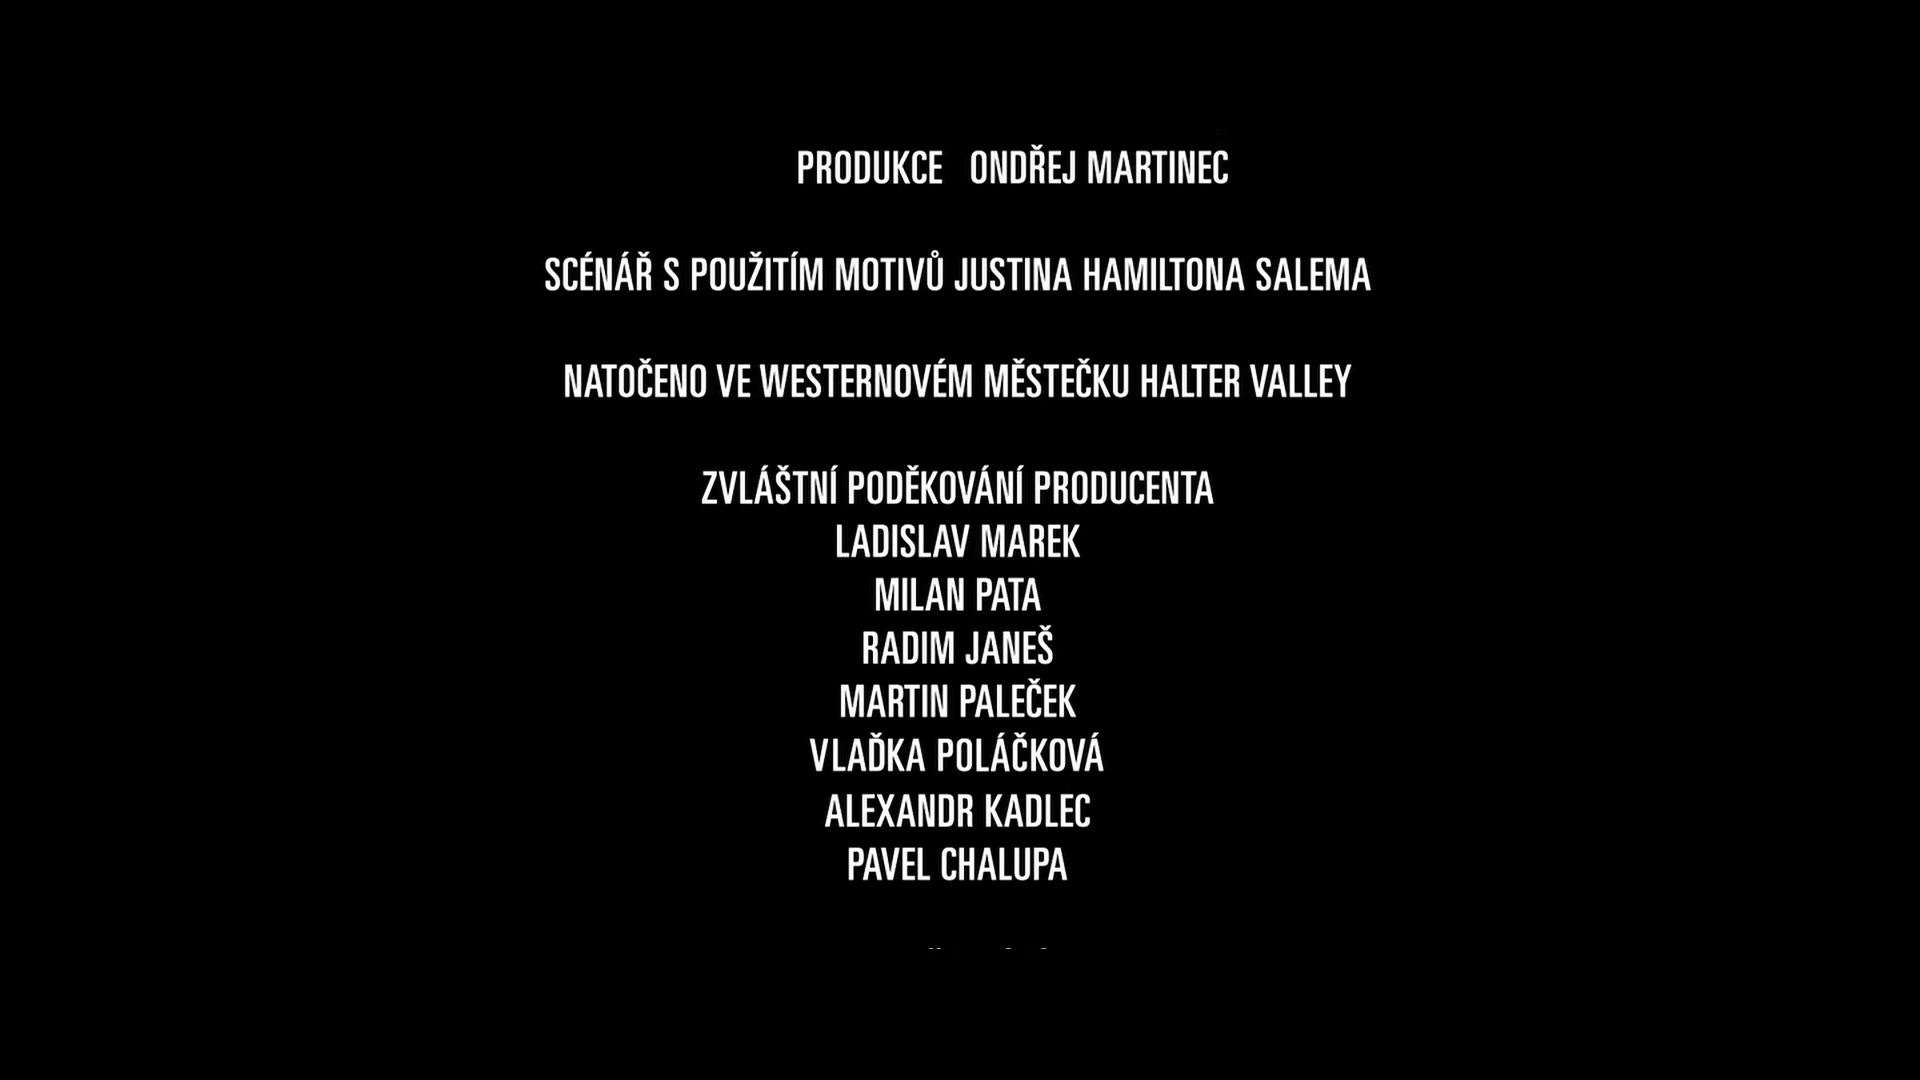 PRODUKCE ONDŘEJ MARTINEC
SCÉNÁŘ S POUŽITÍM MOTIVŮ JUSTINA HAMILTONA SALEMA
NATOČENO VE WESTERNOVÉM MĚSTEČKU HALTER VALLEY
ZVLÁŠTNÍ PODĚKOVÁNÍ PRODUCENTA
LADISLAV MAREK
MILAN PATA
RADIM JANEŠ
MARTIN PALEČEK
VLAĎKA POLÁČKOVÁ
ALEXANDR KADLEC
PAVEL CHALUPA